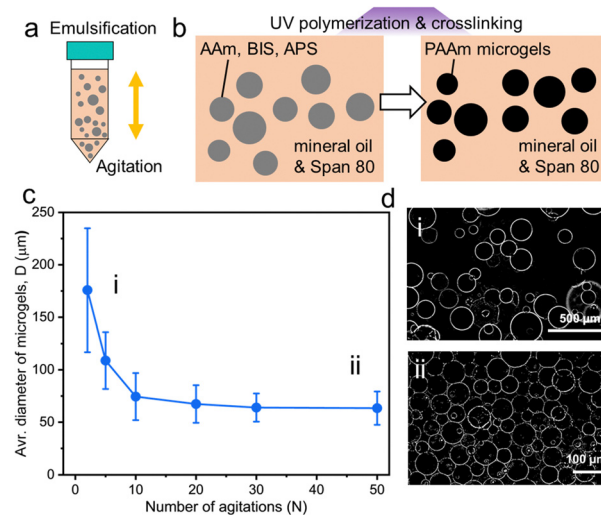 a
Emulsification
Agitation
b
UV polymerization & crosslinking
AAm, BIS, APS
mineral oil
& Span 80
PAAm microgels
mineral oil
& Span 80
c
Avr. diameter of microgels, D (μm)
250
200
150
100
50
0
0
10
20
30
40
50
Number of agitations (N)
i
ii
d
i
500 μm
ii
100 μm